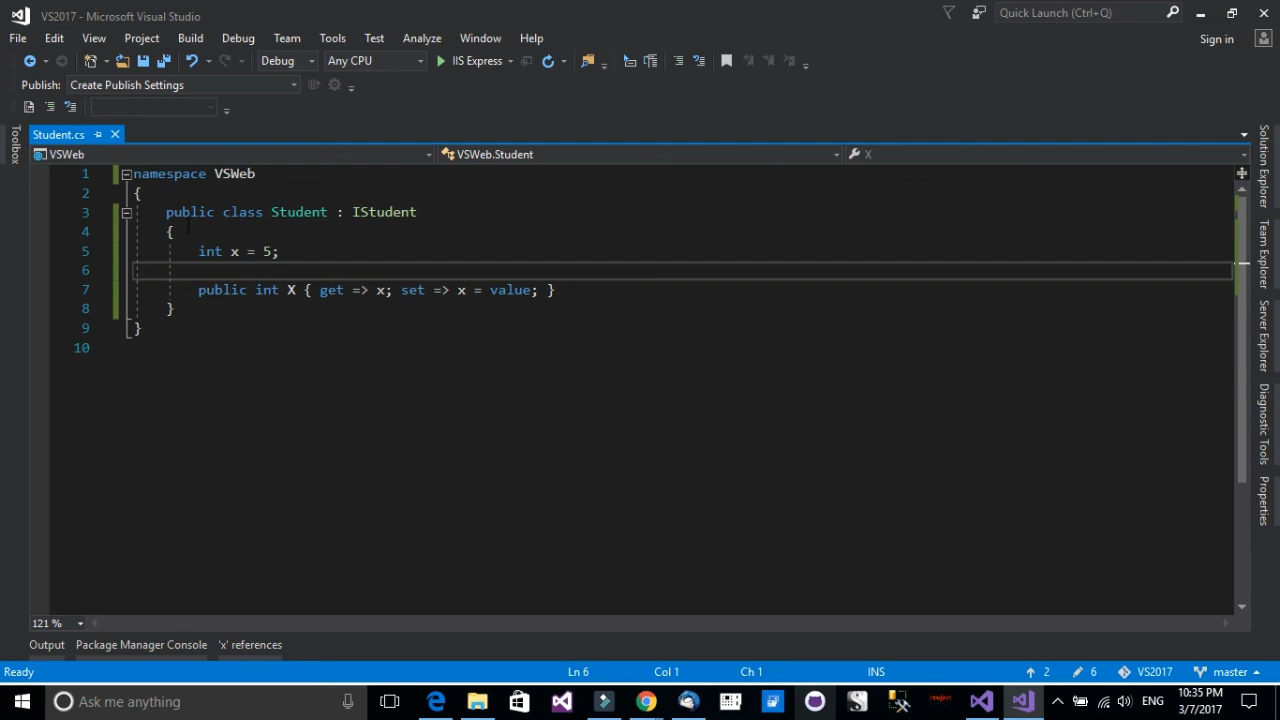 VS2017 - Microsoft Visual Studio
Quick Launch (Ctrl+Q)
File Edit View Project Build Debug Team Tools Test Analyze Window Help
Sign in
Debug Any CPU IIS Express
Publish: Create Publish Settings
Student.cs
VSWeb VSWeb.Student X
Toolbox
1 namespace VSWeb
2 {
3 public class Student : IStudent
4 {
5 int x = 5;
6
7 public int X { get => x; set => x = value; }
8 }
9 }
10
Solution Explorer
Team Explorer
Server Explorer
Diagnostic Tools
Properties
121 %
Output Package Manager Console 'x' references
Ready Ln 6 Col 1 Ch 1 INS 2 6 VS2017 master
Ask me anything
ENG
10:35 PM
3/7/2017